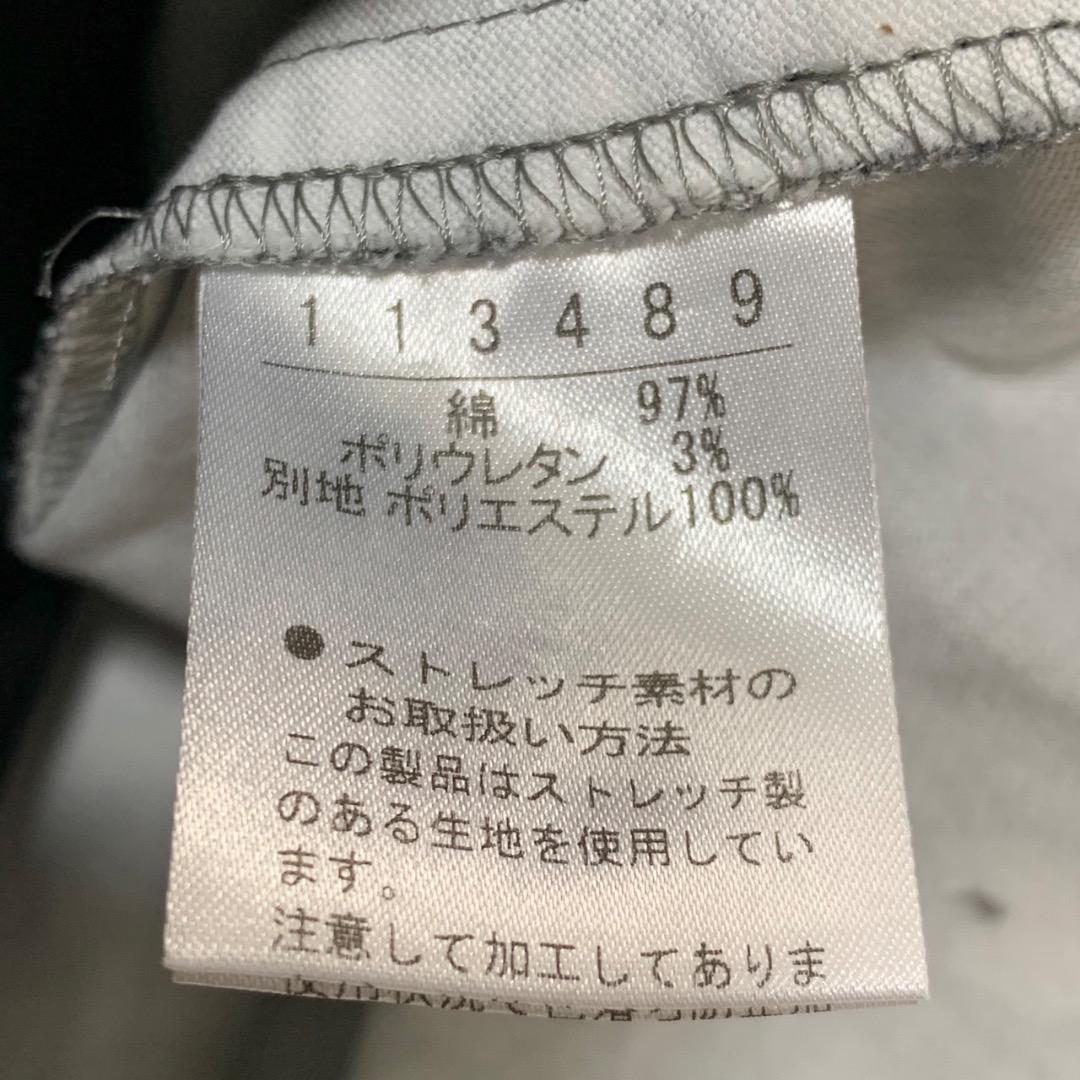 113489
綿 97%
ポリウレタン 3%
別地 ポリエステル100%
●ストレッチ素材の
お取扱い方法
この製品はストレッチ製
のある生地を使用してい
ます。
注意して加工してありま